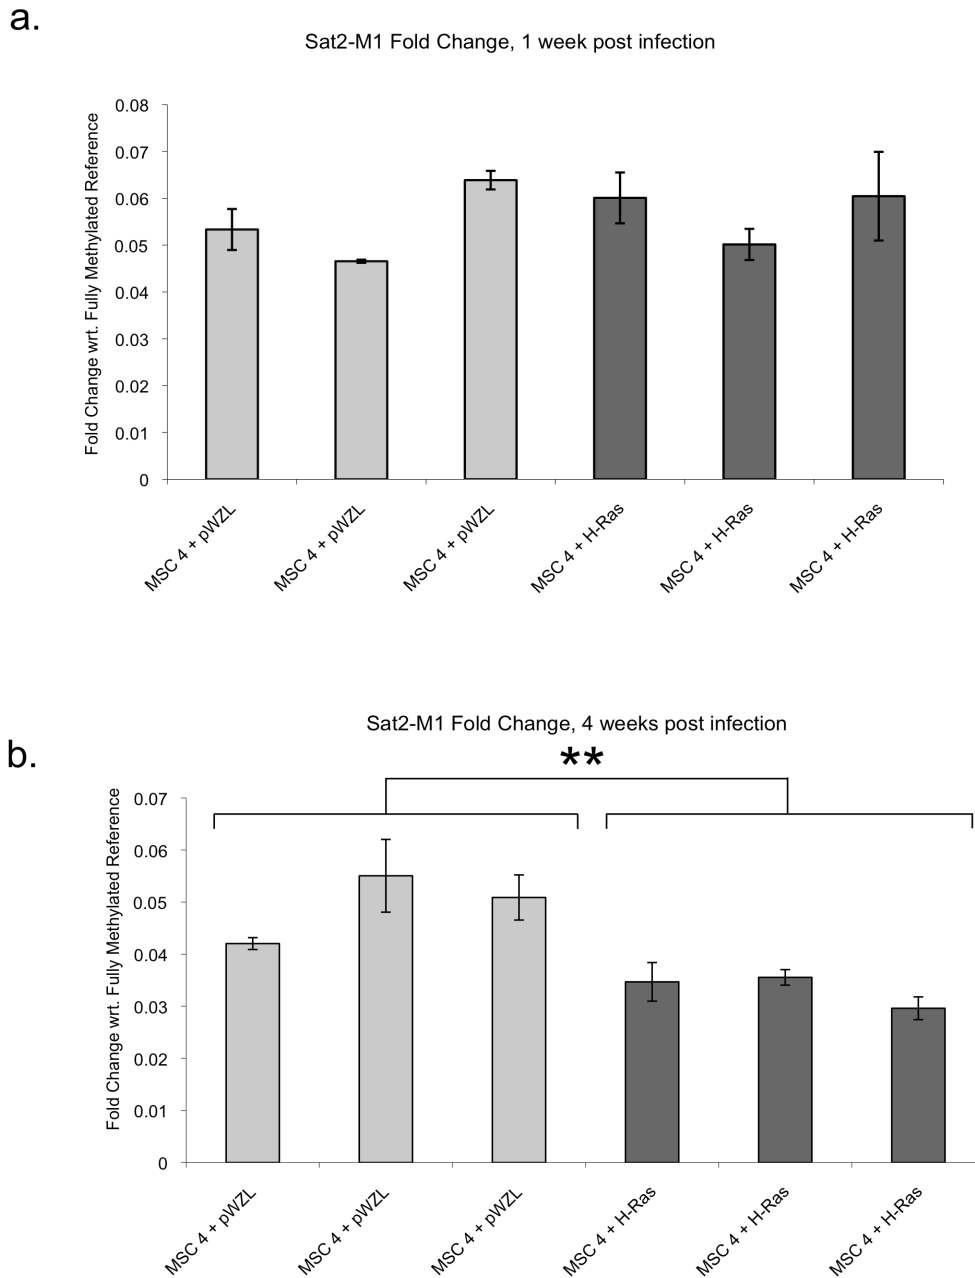 a.
Sat2-M1 Fold Change, 1 week post infection
Fold Change wrt. Fully Methylated Reference
0.08
0.07
0.06
0.05
0.04
0.03
0.02
0.01
0
MSC 4 + pWZL
MSC 4 + pWZL
MSC 4 + pWZL
MSC 4 + H-Ras
MSC 4 + H-Ras
MSC 4 + H-Ras
b.
Sat2-M1 Fold Change, 4 weeks post infection
**
Fold Change wrt. Fully Methylated Reference
0.07
0.06
0.05
0.04
0.03
0.02
0.01
0
MSC 4 + pWZL
MSC 4 + pWZL
MSC 4 + pWZL
MSC 4 + H-Ras
MSC 4 + H-Ras
MSC 4 + H-Ras